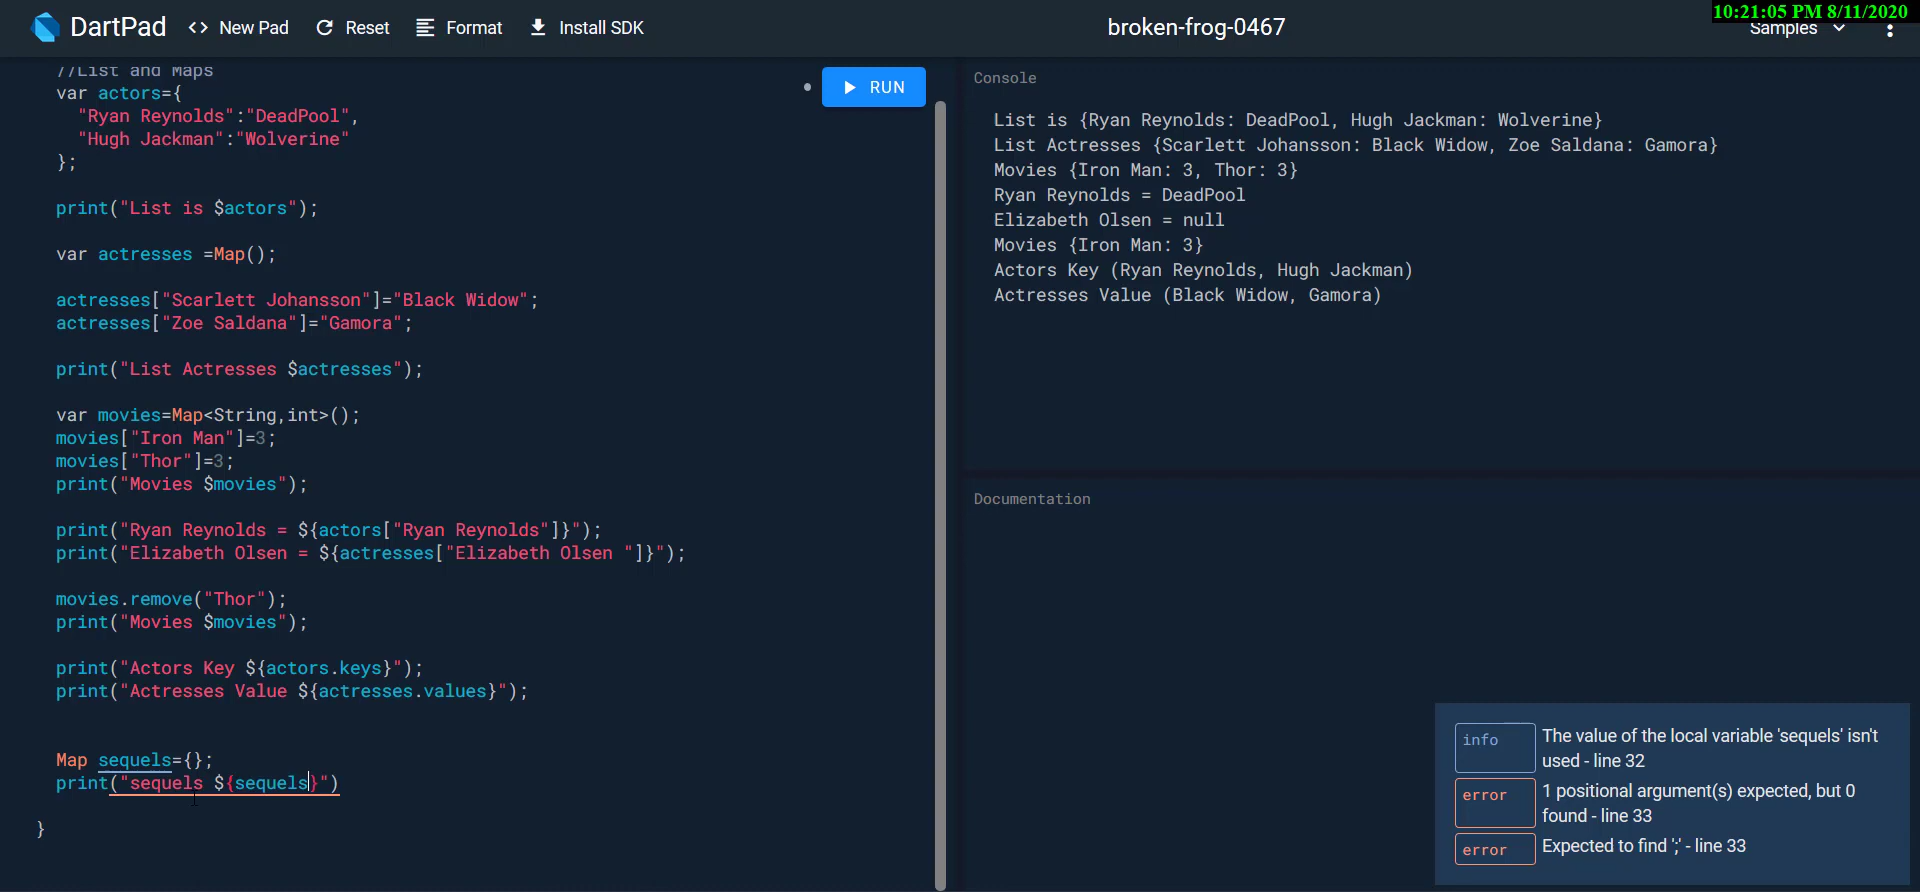 10:21:05 PM 8/11/2020
DartPad <> New Pad Reset Format Install SDK broken-frog-0467 Samples
//List and Maps
var actors={
"Ryan Reynolds":"DeadPool",
"Hugh Jackman":"Wolverine"
};
print("List is $actors");
var actresses =Map();
actresses["Scarlett Johansson"]="Black Widow";
actresses["Zoe Saldana"]="Gamora";
print("List Actresses $actresses");
var movies=Map<String,int>();
movies["Iron Man"]=3;
movies["Thor"]=3;
print("Movies $movies");
print("Ryan Reynolds = ${actors["Ryan Reynolds"]}");
print("Elizabeth Olsen = ${actresses["Elizabeth Olsen "]}");
movies.remove("Thor");
print("Movies $movies");
print("Actors Key ${actors.keys}");
print("Actresses Value ${actresses.values}");
Map sequels={};
print("sequels ${sequels}")
}
RUN
Console
List is {Ryan Reynolds: DeadPool, Hugh Jackman: Wolverine}
List Actresses {Scarlett Johansson: Black Widow, Zoe Saldana: Gamora}
Movies {Iron Man: 3, Thor: 3}
Ryan Reynolds = DeadPool
Elizabeth Olsen = null
Movies {Iron Man: 3}
Actors Key (Ryan Reynolds, Hugh Jackman)
Actresses Value (Black Widow, Gamora)
Documentation
info The value of the local variable 'sequels' isn't
used - line 32
error 1 positional argument(s) expected, but 0
found - line 33
error Expected to find ';' - line 33